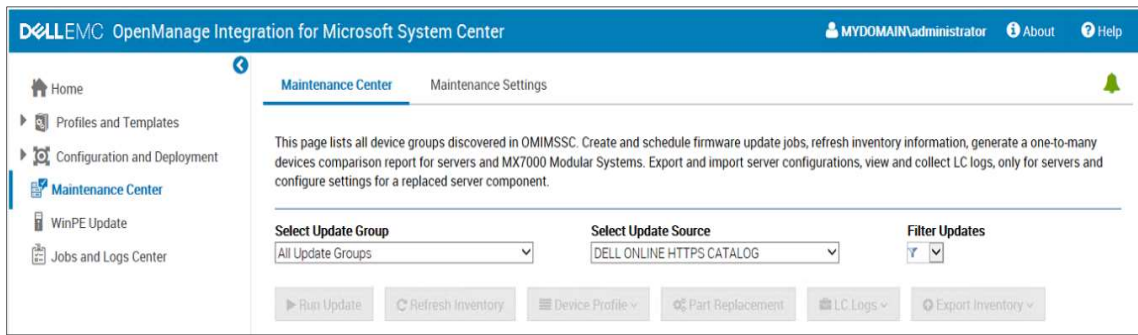 DELLEMC OpenManage Integration for Microsoft System Center
MYDOMAIN\administrator
About
Help
Home
Profiles and Templates
Configuration and Deployment
Maintenance Center
WinPE Update
Jobs and Logs Center
Maintenance Center
Maintenance Settings
This page lists all device groups discovered in OMIMSSC. Create and schedule firmware update jobs, refresh inventory information, generate a one-to-many
devices comparison report for servers and MX7000 Modular Systems. Export and import server configurations, view and collect LC logs, only for servers and
configure settings for a replaced server component.
Select Update Group
All Update Groups
Select Update Source
DELL ONLINE HTTPS CATALOG
Filter Updates
Run Update
Refresh Inventory
Device Profile
Part Replacement
LC Logs
Export Inventory